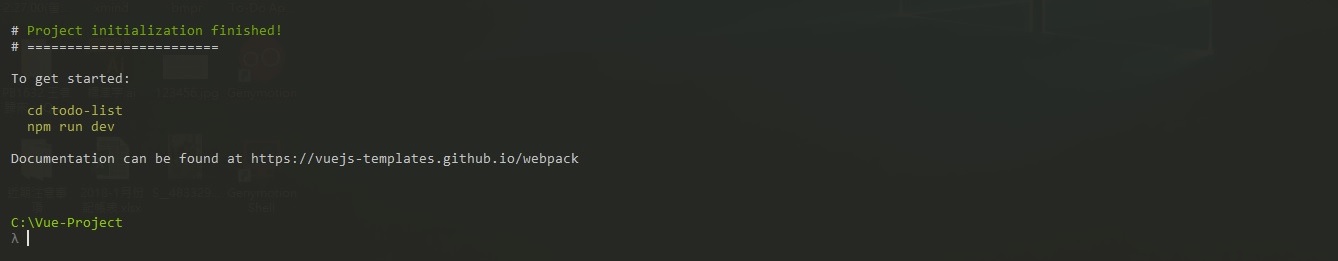 # Project initialization finished!
# ========================
To get started:
cd todo-list
npm run dev
Documentation can be found at https://vuejs-templates.github.io/webpack
C:\Vue-Project
λ